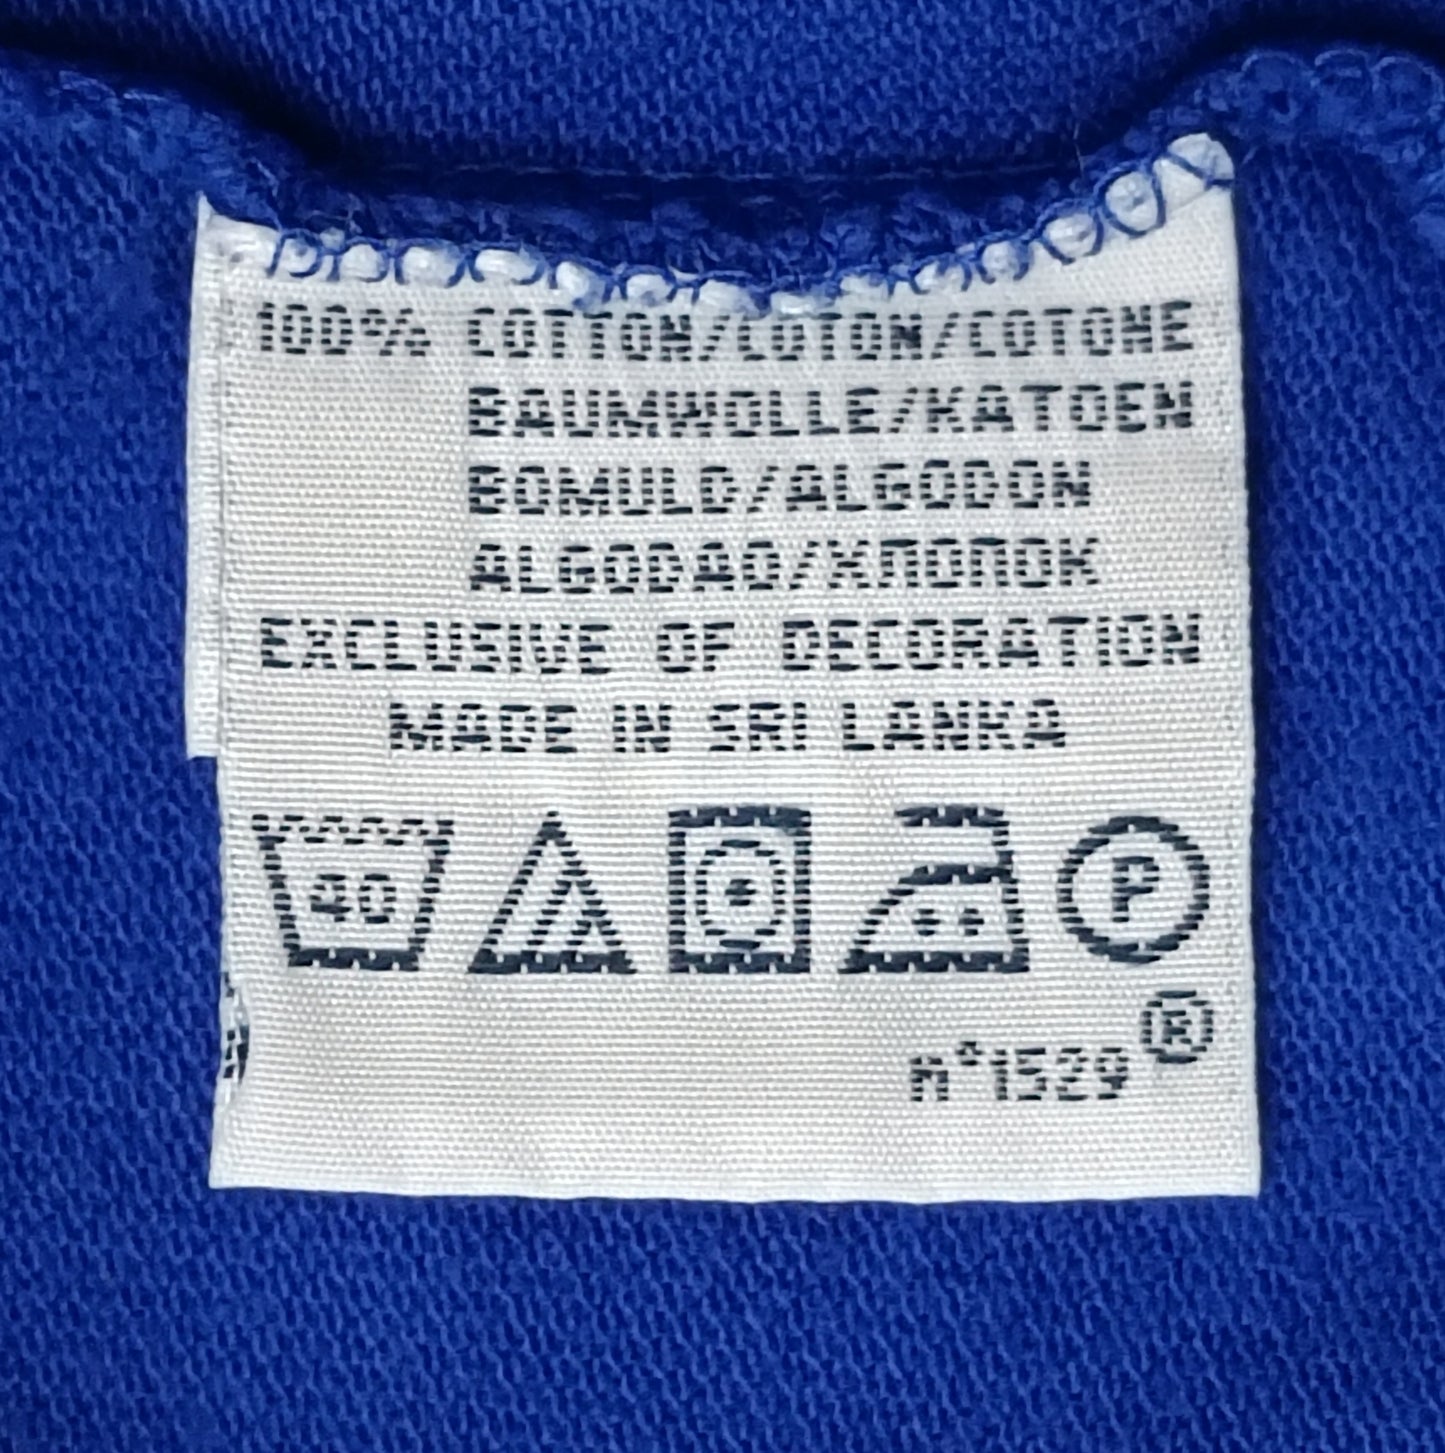 100% COTTON/COTON/COTONE
BAUMWOLLE/KATOEN
BOMULD/ALGODON
ALGODAO/ХЛОПОК
EXCLUSIVE OF DECORATION
MADE IN SRI LANKA
40
P
n°1529®